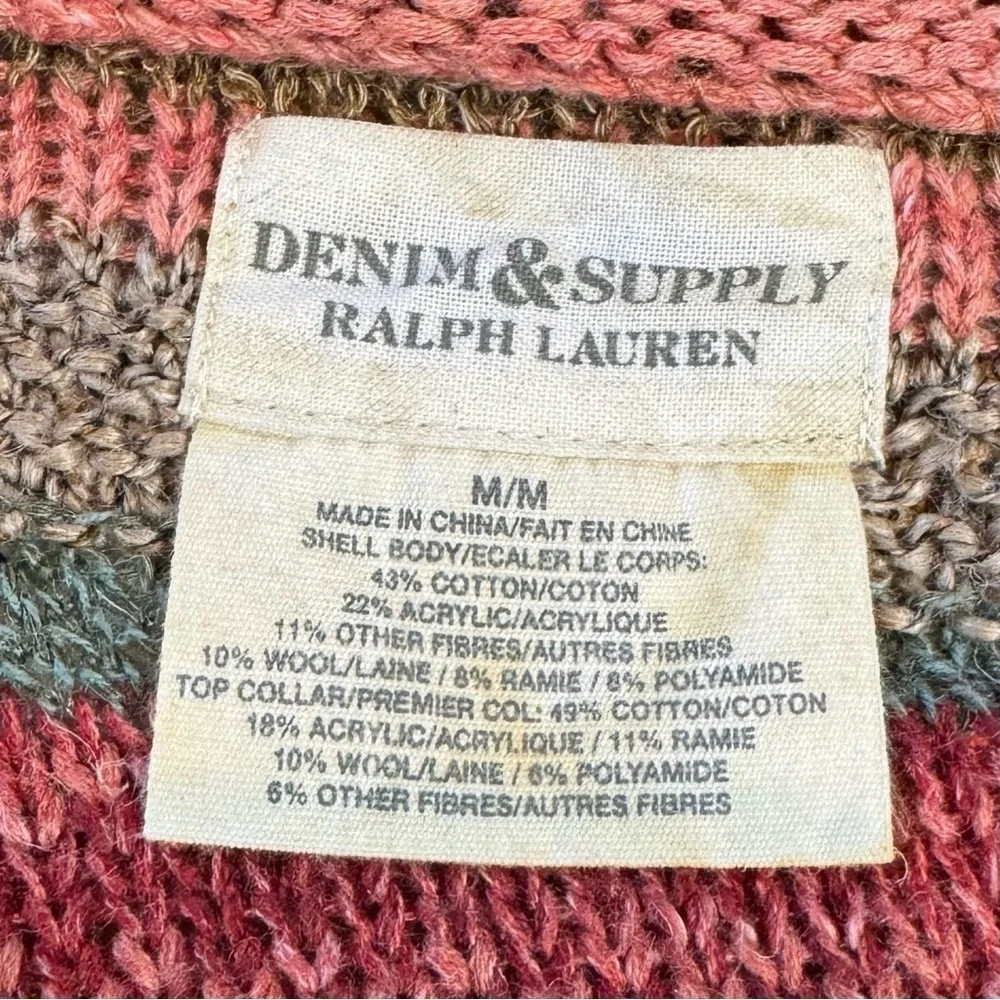 DENIM & SUPPLY
RALPH LAUREN
M/M
MADE IN CHINA/FAIT EN CHINE
SHELL BODY/ECALER LE CORPS:
43% COTTON/COTON
22% ACRYLIC/ACRYLIQUE
11% OTHER FIBRES/AUTRES FIBRES
10% WOOL/LAINE / 8% RAMIE / 6% POLYAMIDE
TOP COLLAR/PREMIER COL: 49% COTTON/COTON
18% ACRYLIC/ACRYLIQUE / 11% RAMIE
10% WOOL/LAINE / 6% POLYAMIDE
6% OTHER FIBRES/AUTRES FIBRES